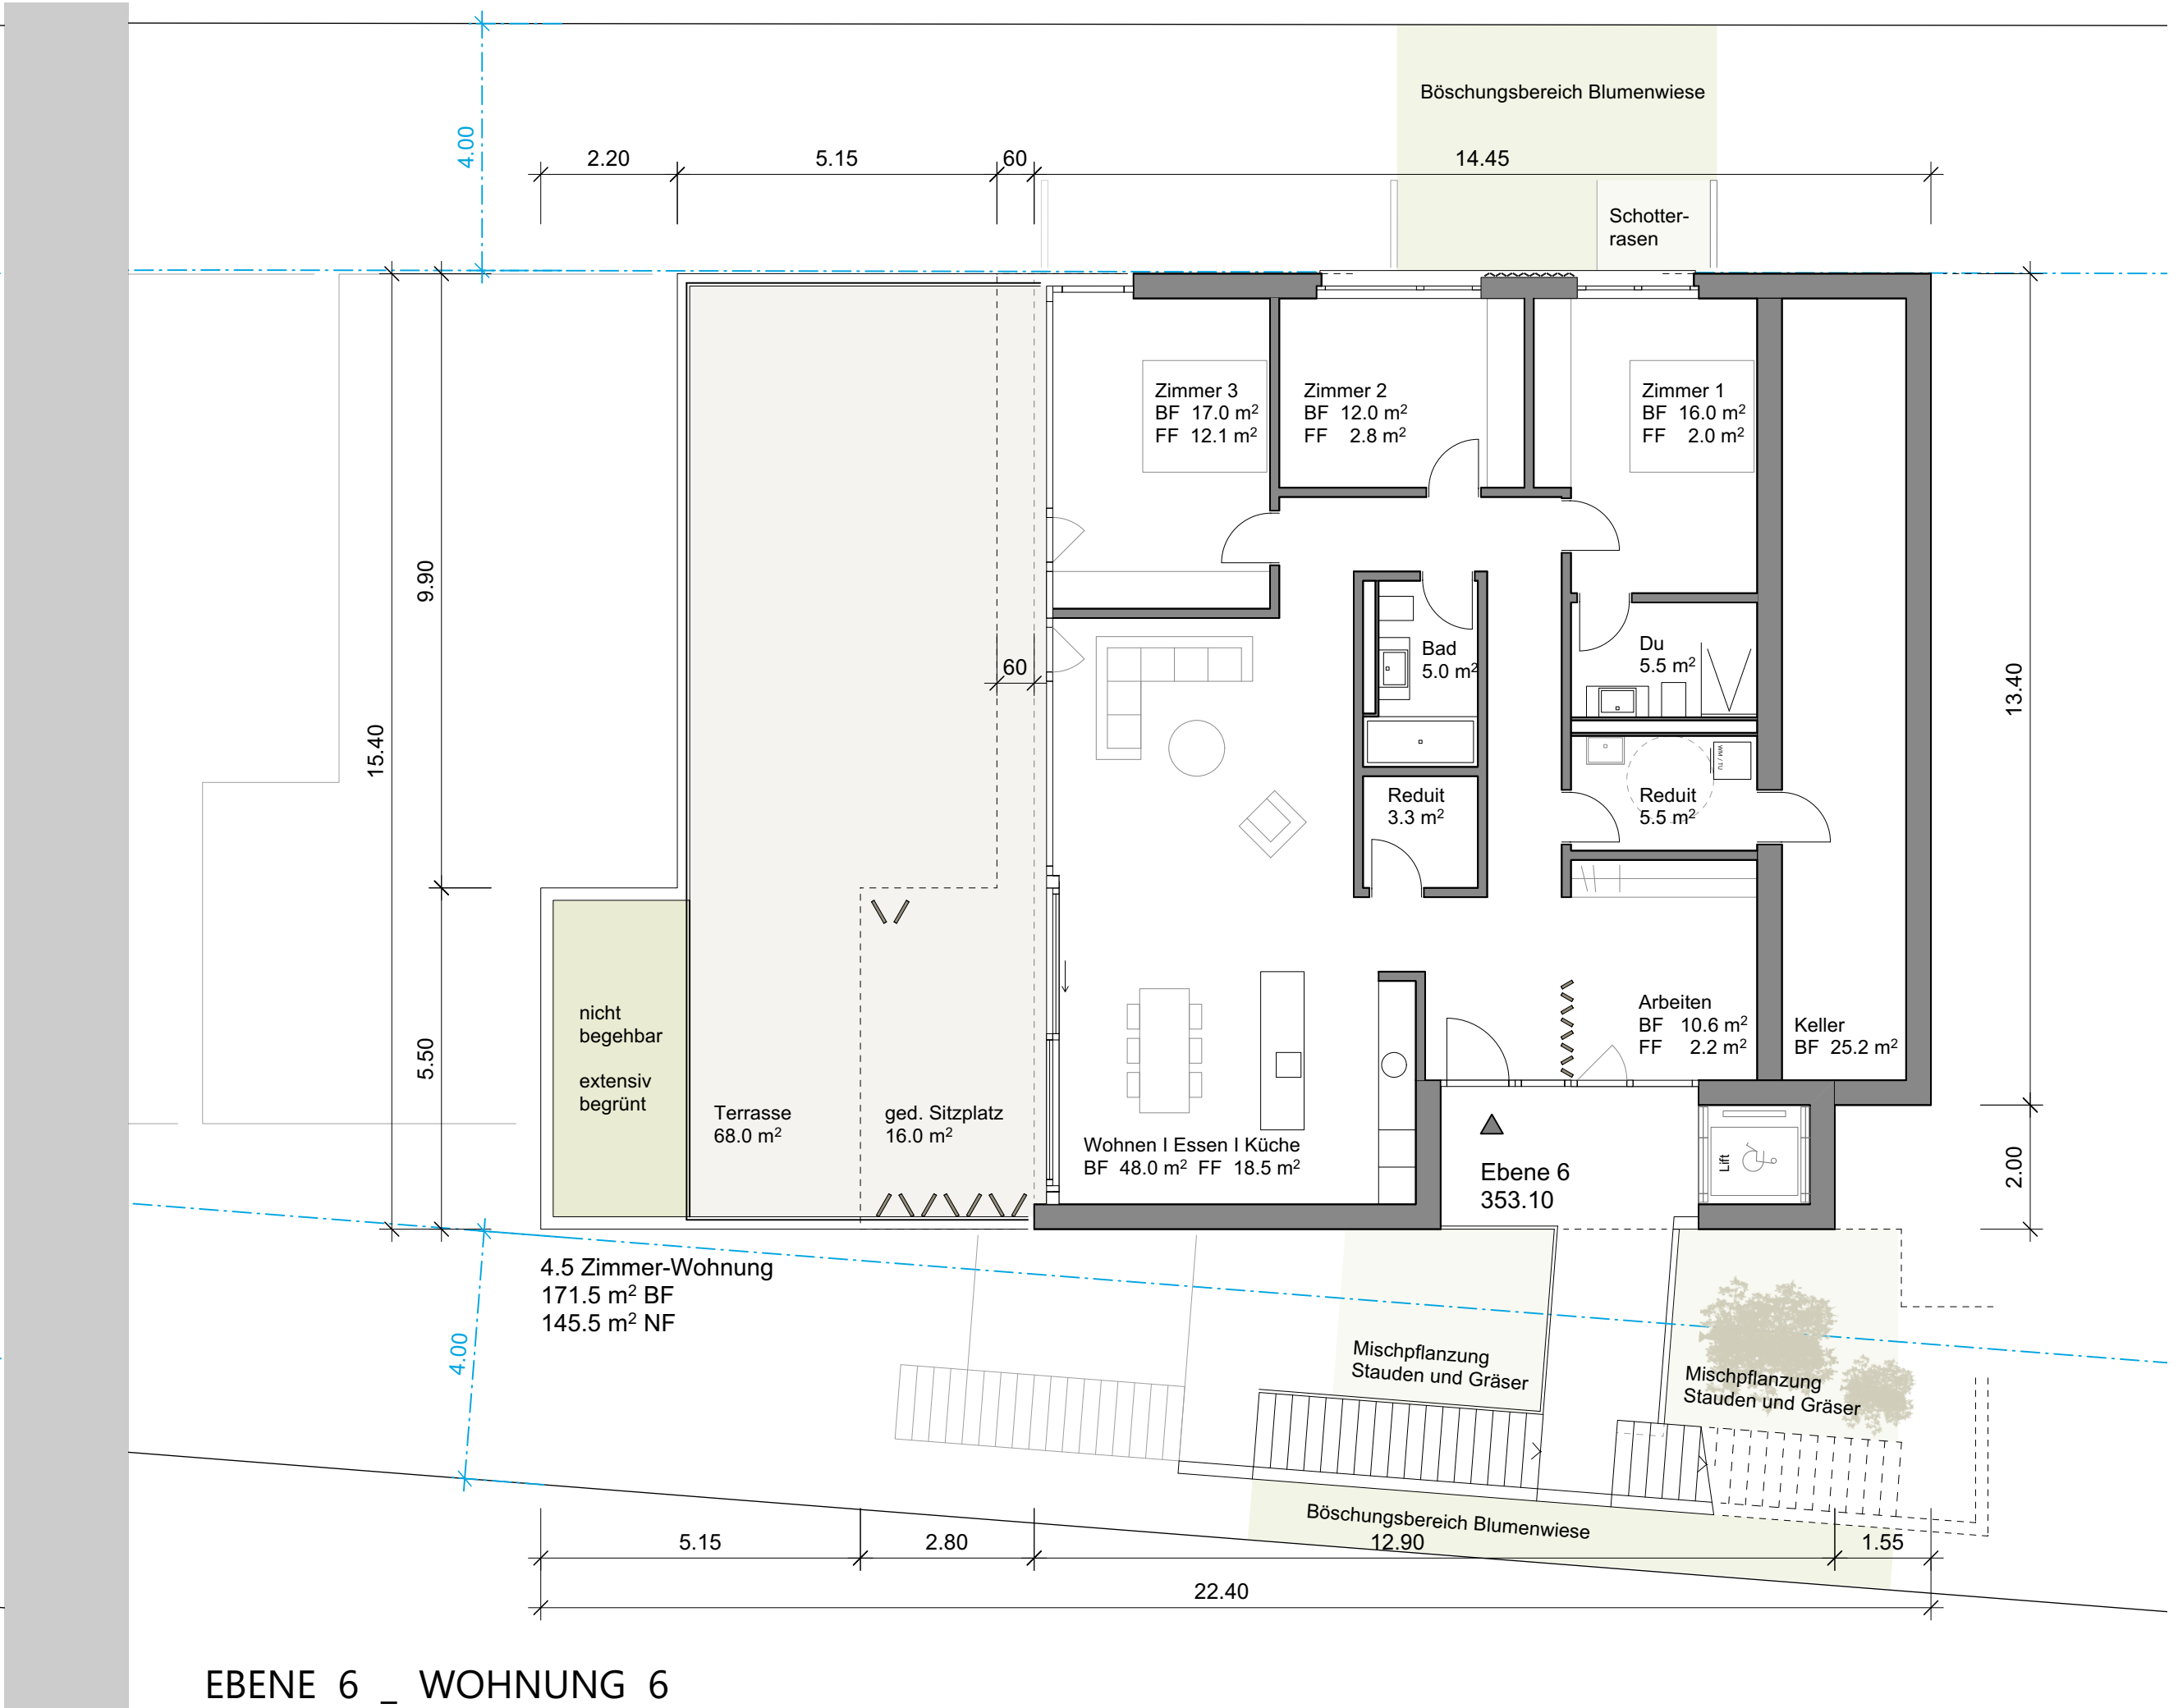 Böschungsbereich Blumenwiese
4.00
2.20
5.15
60
14.45
Schotter-
rasen
Zimmer 3
BF 17.0 m²
FF 12.1 m²
Zimmer 2
BF 12.0 m²
FF 2.8 m²
Zimmer 1
BF 16.0 m²
FF 2.0 m²
9.90
15.40
13.40
60
Bad
5.0 m²
Du
5.5 m²
Reduit
3.3 m²
Reduit
5.5 m²
WM / TU
nicht
begehbar
extensiv
begrünt
5.50
Terrasse
68.0 m²
ged. Sitzplatz
16.0 m²
Wohnen I Essen I Küche
BF 48.0 m² FF 18.5 m²
Arbeiten
BF 10.6 m²
FF 2.2 m²
Keller
BF 25.2 m²
Ebene 6
353.10
Lift
2.00
4.5 Zimmer-Wohnung
171.5 m² BF
145.5 m² NF
4.00
Mischpflanzung
Stauden und Gräser
Mischpflanzung
Stauden und Gräser
Böschungsbereich Blumenwiese
5.15
2.80
12.90
1.55
22.40
EBENE 6 _ WOHNUNG 6